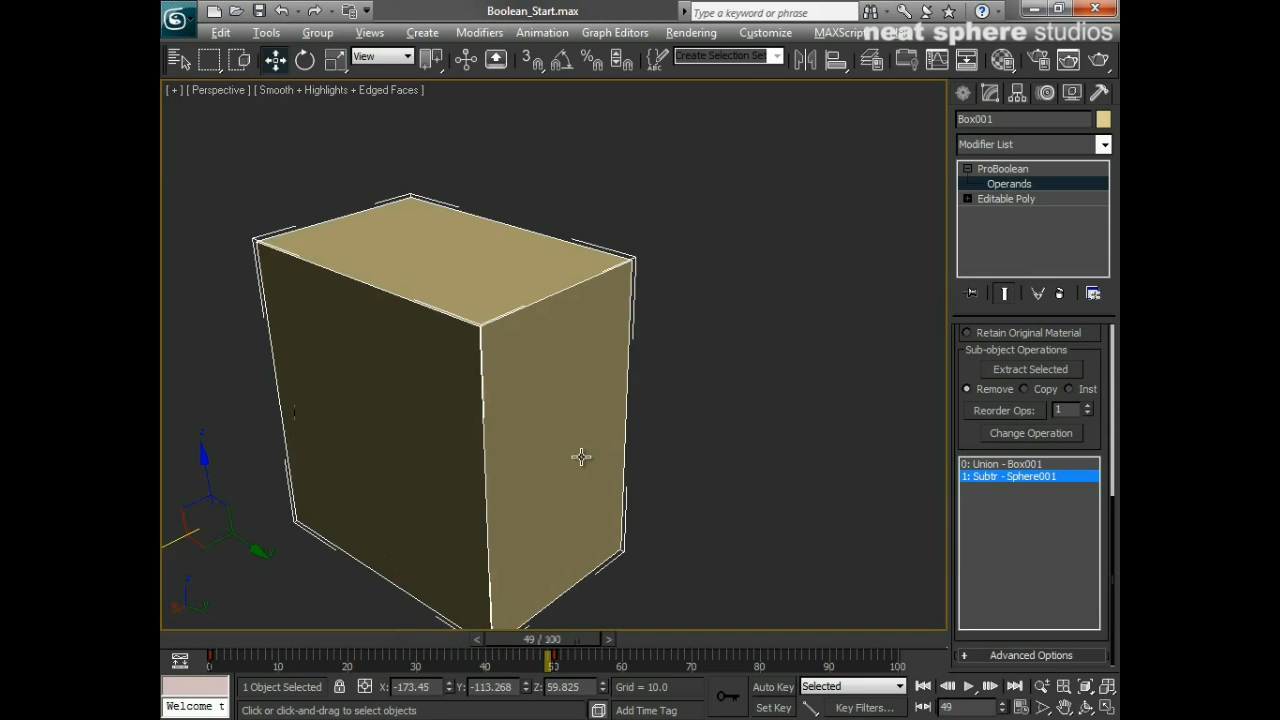 Boolean_Start.max
Type a keyword or phrase
Edit Tools Group Views Create Modifiers Animation Graph Editors Rendering Customize MAXScrip
neat sphere studios
View
3
Create Selection Set
[ + ] [ Perspective ] [ Smooth + Highlights + Edged Faces ]
Box001
Modifier List
ProBoolean
Operands
Editable Poly
Retain Original Material
Sub-object Operations
Extract Selected
Remove Copy Inst
Reorder Ops: 1
Change Operation
0: Union - Box001
1: Subtr - Sphere001
Advanced Options
z
z
49 / 100
0 10 20 30 40 50 60 70 80 90 100
1 Object Selected X: -173.45 Y: -113.268 Z: 59.825 Grid = 10.0 Auto Key Selected
Welcome t Click or click-and-drag to select objects Add Time Tag Set Key Key Filters... 49